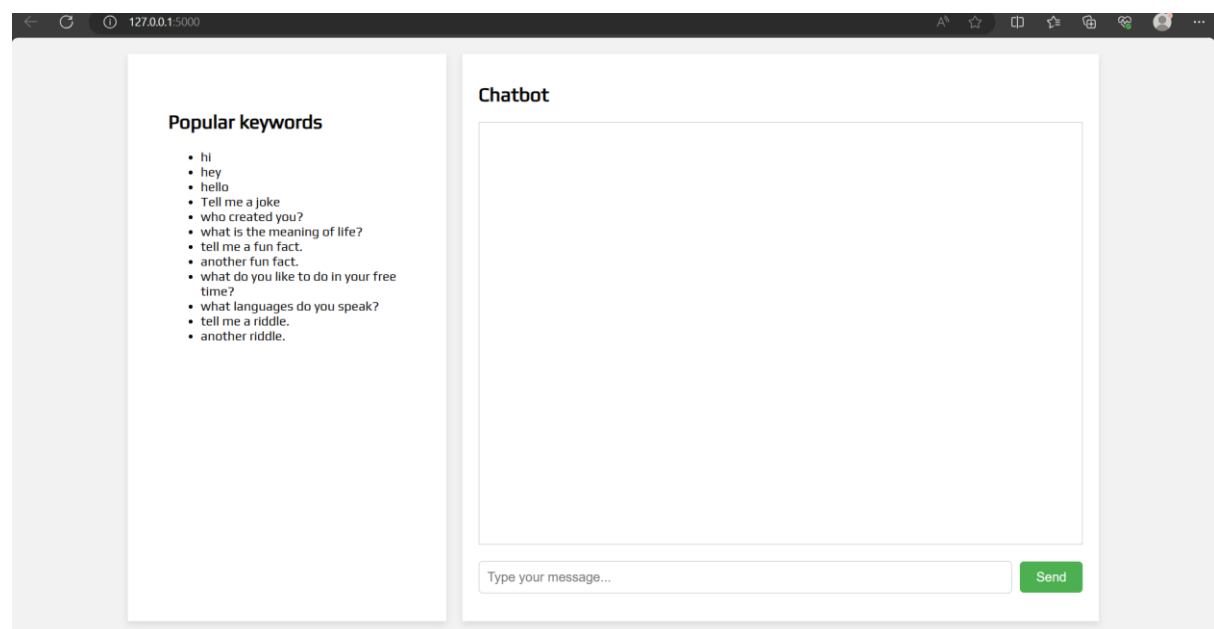 127.0.0.1:5000
Popular keywords
hi
hey
hello
Tell me a joke
who created you?
what is the meaning of life?
tell me a fun fact.
another fun fact.
what do you like to do in your free
time?
what languages do you speak?
tell me a riddle.
another riddle.
Chatbot
Type your message...
Send